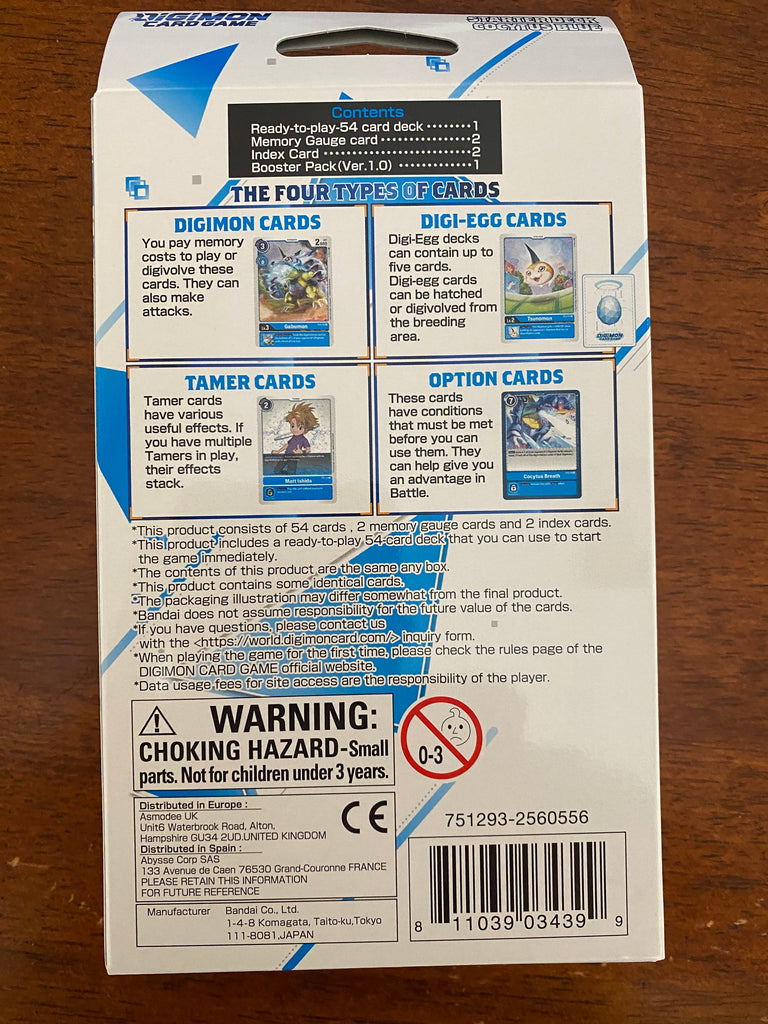 DIGIMON
CARD GAME
STARTER DECK
COCYTUS BLUE
Contents
Ready-to-play-54 card deck ········1
Memory Gauge card ···············2
Index Card ························2
Booster Pack(Ver.1.0) ·············1
THE FOUR TYPES OF CARDS
DIGIMON CARDS
You pay memory
costs to play or
digivolve these
cards. They can
also make
attacks.
3
2
Lv.3
Gabumon
DIGI-EGG CARDS
Digi-Egg decks
can contain up to
five cards.
Digi-egg cards
can be hatched
or digivolved from
the breeding
area.
Lv.2
Tsunomon
DIGIMON
TAMER CARDS
Tamer cards
have various
useful effects. If
you have multiple
Tamers in play,
their effects
stack.
2
Matt Ishida
OPTION CARDS
These cards
have conditions
that must be met
before you can
use them. They
can help give you
an advantage in
Battle.
7
Cocytus Breath
*This product consists of 54 cards , 2 memory gauge cards and 2 index cards.
*This product includes a ready-to-play 54-card deck that you can use to start
the game immediately.
*The contents of this product are the same any box.
*This product contains some identical cards.
*The packaging illustration may differ somewhat from the final product.
*Bandai does not assume responsibility for the future value of the cards.
*If you have questions, please contact us
with the <https://world.digimoncard.com/> inquiry form.
*When playing the game for the first time, please check the rules page of the
DIGIMON CARD GAME official website.
*Data usage fees for site access are the responsibility of the player.
WARNING:
CHOKING HAZARD-Small
parts. Not for children under 3 years.
0-3
Distributed in Europe :
Asmodee UK
Unit6 Waterbrook Road, Alton,
Hampshire GU34 2UD.UNITED KINGDOM
Distributed in Spain :
Abysse Corp SAS
133 Avenue de Caen 76530 Grand-Couronne FRANCE
PLEASE RETAIN THIS INFORMATION
FOR FUTURE REFERENCE
CE
Manufacturer Bandai Co., Ltd.
1-4-8 Komagata, Taito-ku,Tokyo
111-8081,JAPAN
751293-2560556
8 11039 03439 9